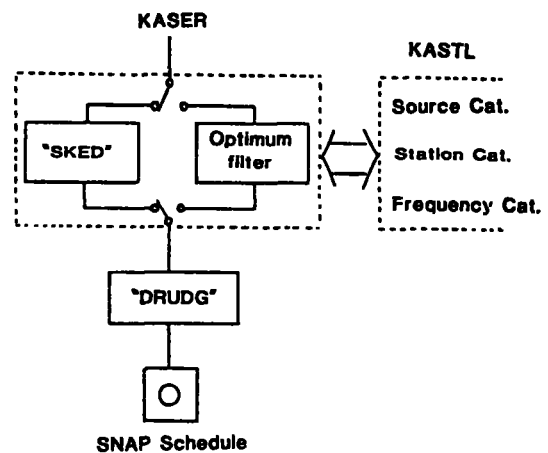 KASER
KASTL
"SKED"
Optimum
filter
Source Cat.
Station Cat.
Frequency Cat.
"DRUDG"
SNAP Schedule